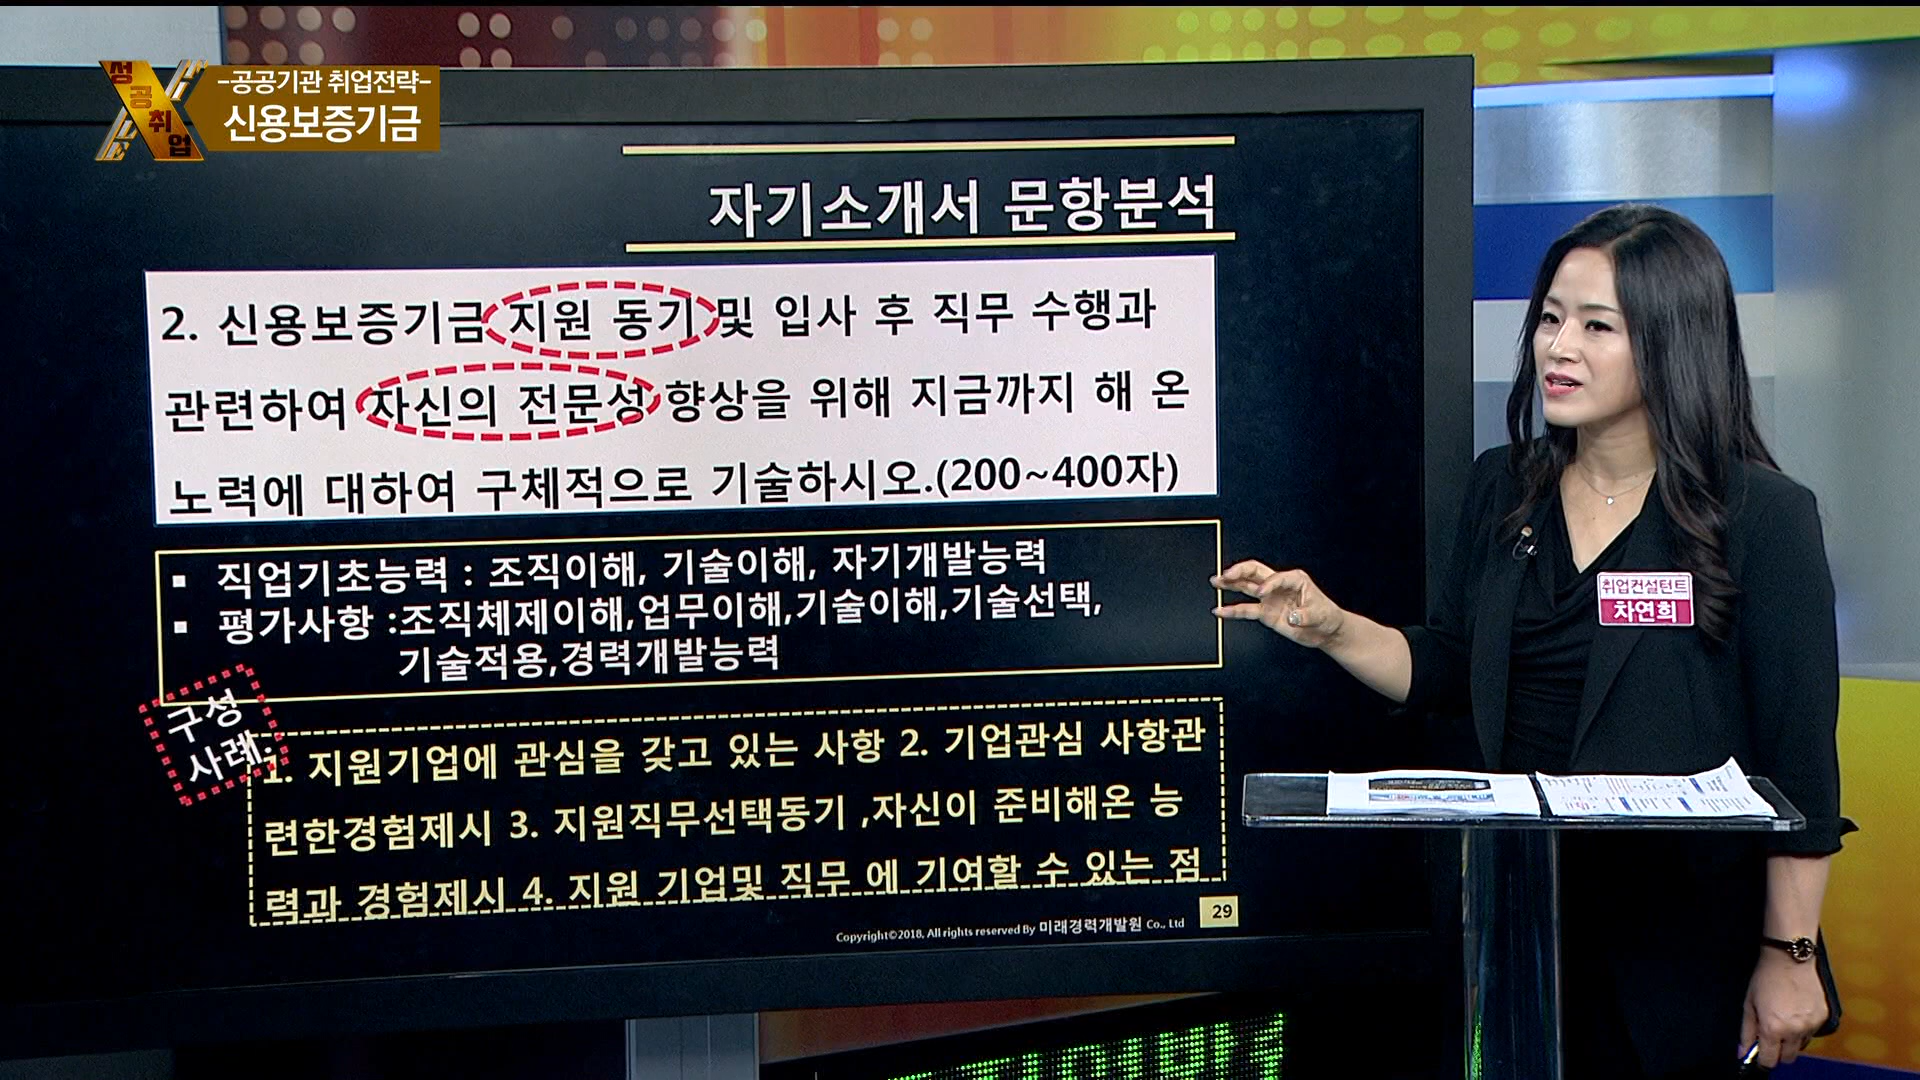 성공취업
-공공기관 취업전략-
신용보증기금
자기소개서 문항분석
2. 신용보증기금 지원 동기 및 입사 후 직무 수행과
관련하여 자신의 전문성 향상을 위해 지금까지 해 온
노력에 대하여 구체적으로 기술하시오.(200~400자)
▪ 직업기초능력 : 조직이해, 기술이해, 자기개발능력
▪ 평가사항 :조직체제이해,업무이해,기술이해,기술선택,
기술적용,경력개발능력
구성
사례.
1. 지원기업에 관심을 갖고 있는 사항 2. 기업관심 사항관
련한경험제시 3. 지원직무선택동기 ,자신이 준비해온 능
력과 경험제시 4. 지원 기업및 직무 에 기여할 수 있는 점
Copyright©2018, All rights reserved By 미래경력개발원 Co., Ltd
29
취업컨설턴트
차연희